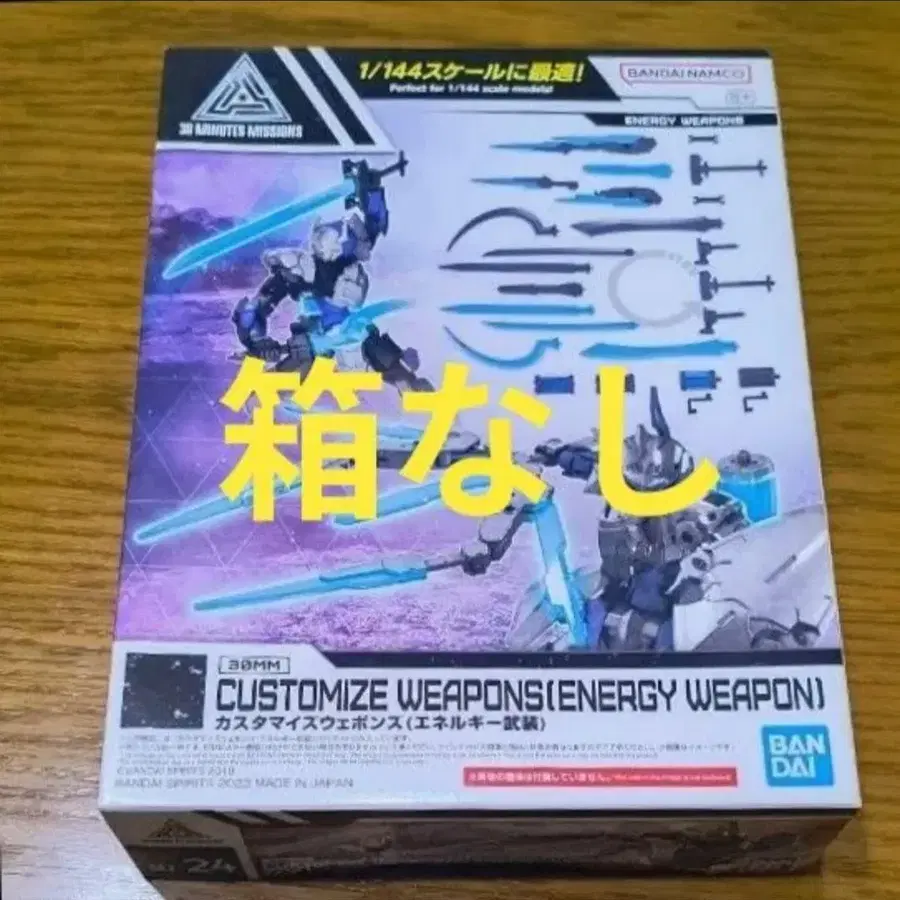 1/144スケールに最適!
Perfect for 1/144 scale models!
BANDAI NAMCO
30 MINUTES MISSIONS
ENERGY WEAPONS
箱なし
30MM
CUSTOMIZE WEAPONS(ENERGY WEAPON)
カスタマイズウェポンズ(エネルギー武装)
BANDAI SPIRITS 2023 MADE IN JAPAN
BAN
DAI